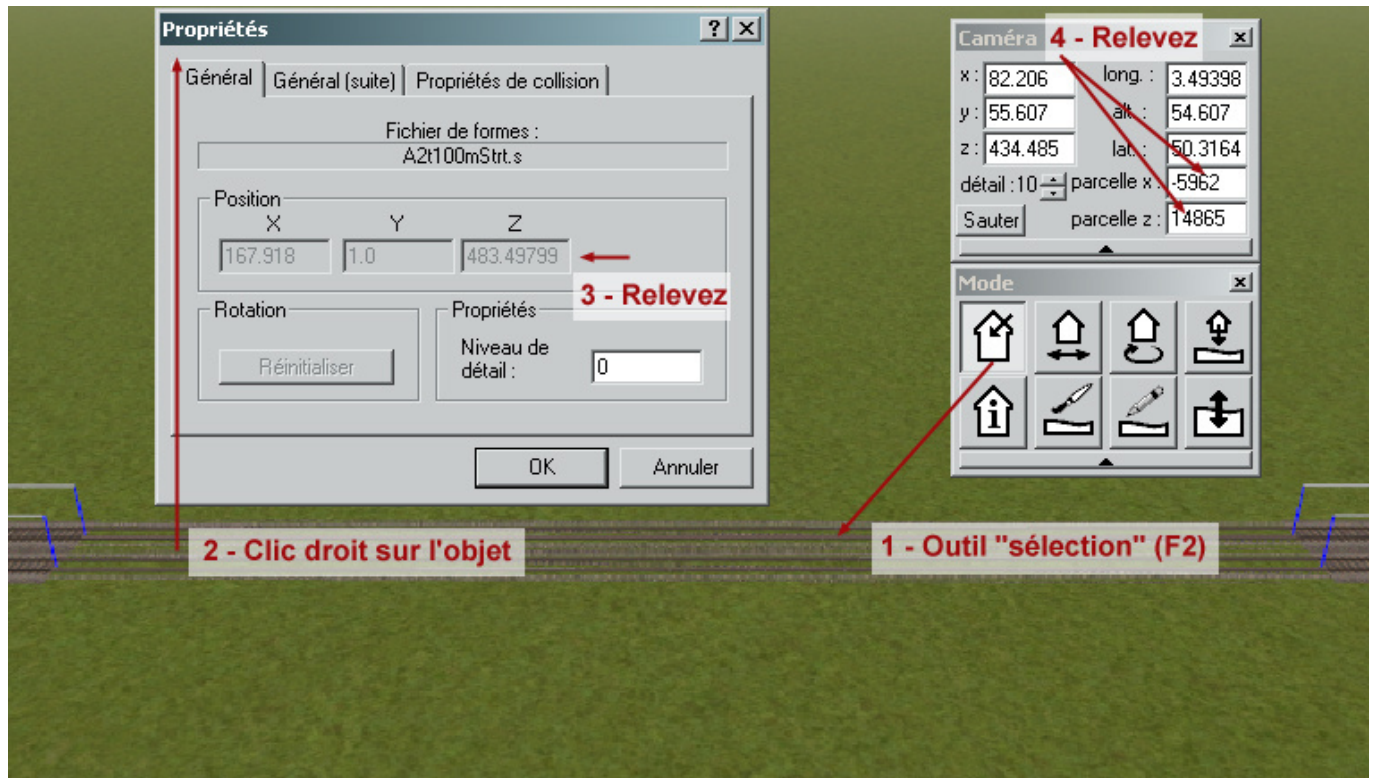 Propriétés
Général
Général (suite)
Propriétés de collision
Fichier de formes :
A2t100mStrt.s
Position
X Y Z
167.918 1.0 483.49799
3 - Relevez
Rotation
Réinitialiser
Propriétés
Niveau de
détail :
0
OK
Annuler
2 - Clic droit sur l'objet
Caméra
4 - Relevez
x : 82.206 long. : 3.49398
y : 55.607 alt. : 54.607
z : 434.485 lat. : 50.3164
détail :10 parcelle x : -5962
Sauter parcelle z : 14865
Mode
1 - Outil "sélection" (F2)